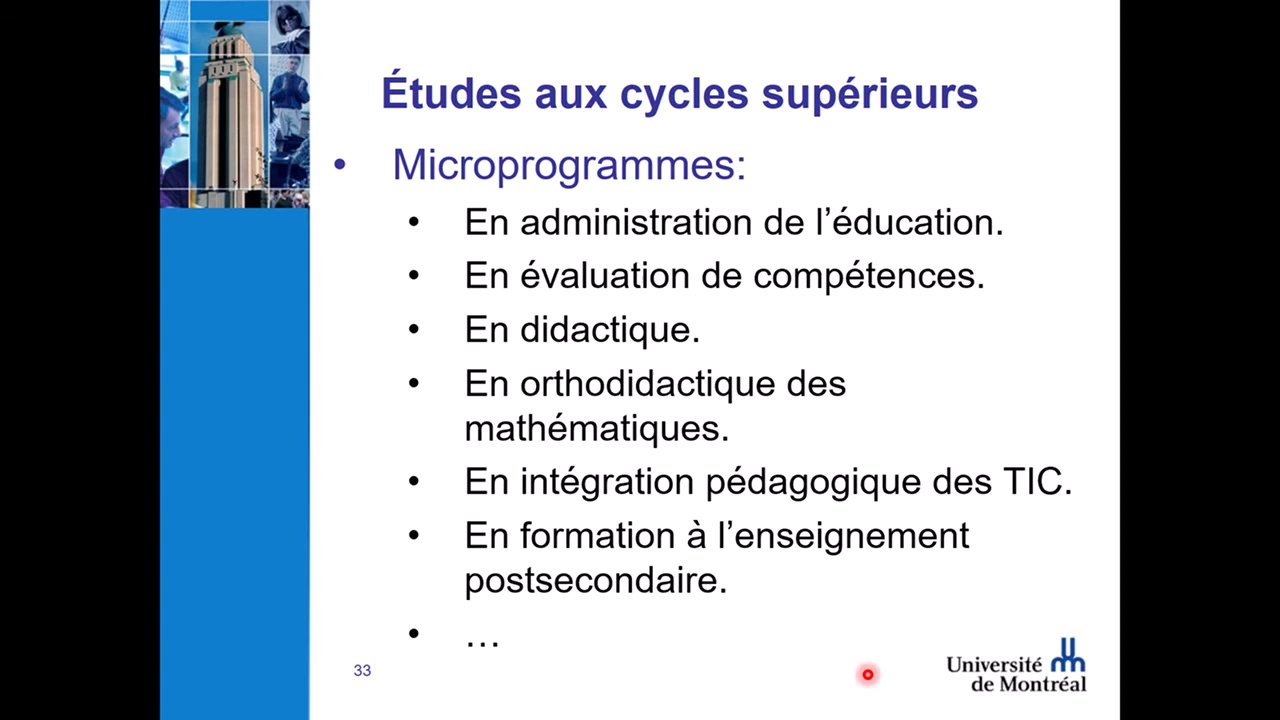 Études aux cycles supérieurs
• Microprogrammes:
• En administration de l’éducation.
• En évaluation de compétences.
• En didactique.
• En orthodidactique des
mathématiques.
• En intégration pédagogique des TIC.
• En formation à l’enseignement
postsecondaire.
• …
33
Université
de Montréal